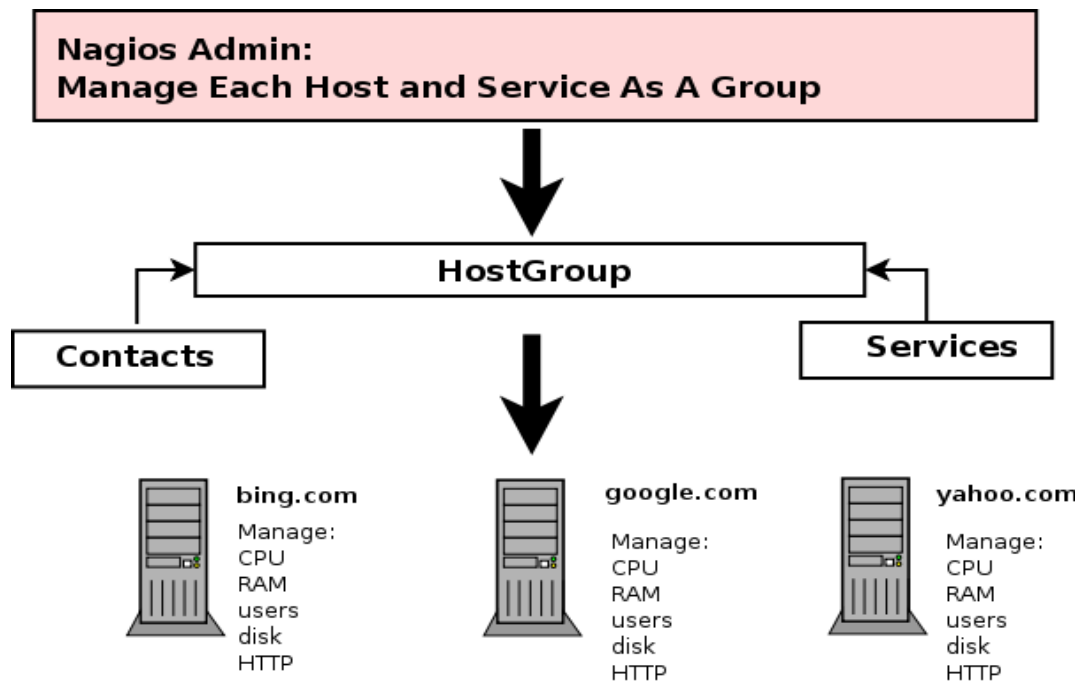 Nagios Admin:
Manage Each Host and Service As A Group
HostGroup
Contacts
Services
bing.com
Manage:
CPU
RAM
users
disk
HTTP
google.com
Manage:
CPU
RAM
users
disk
HTTP
yahoo.com
Manage:
CPU
RAM
users
disk
HTTP